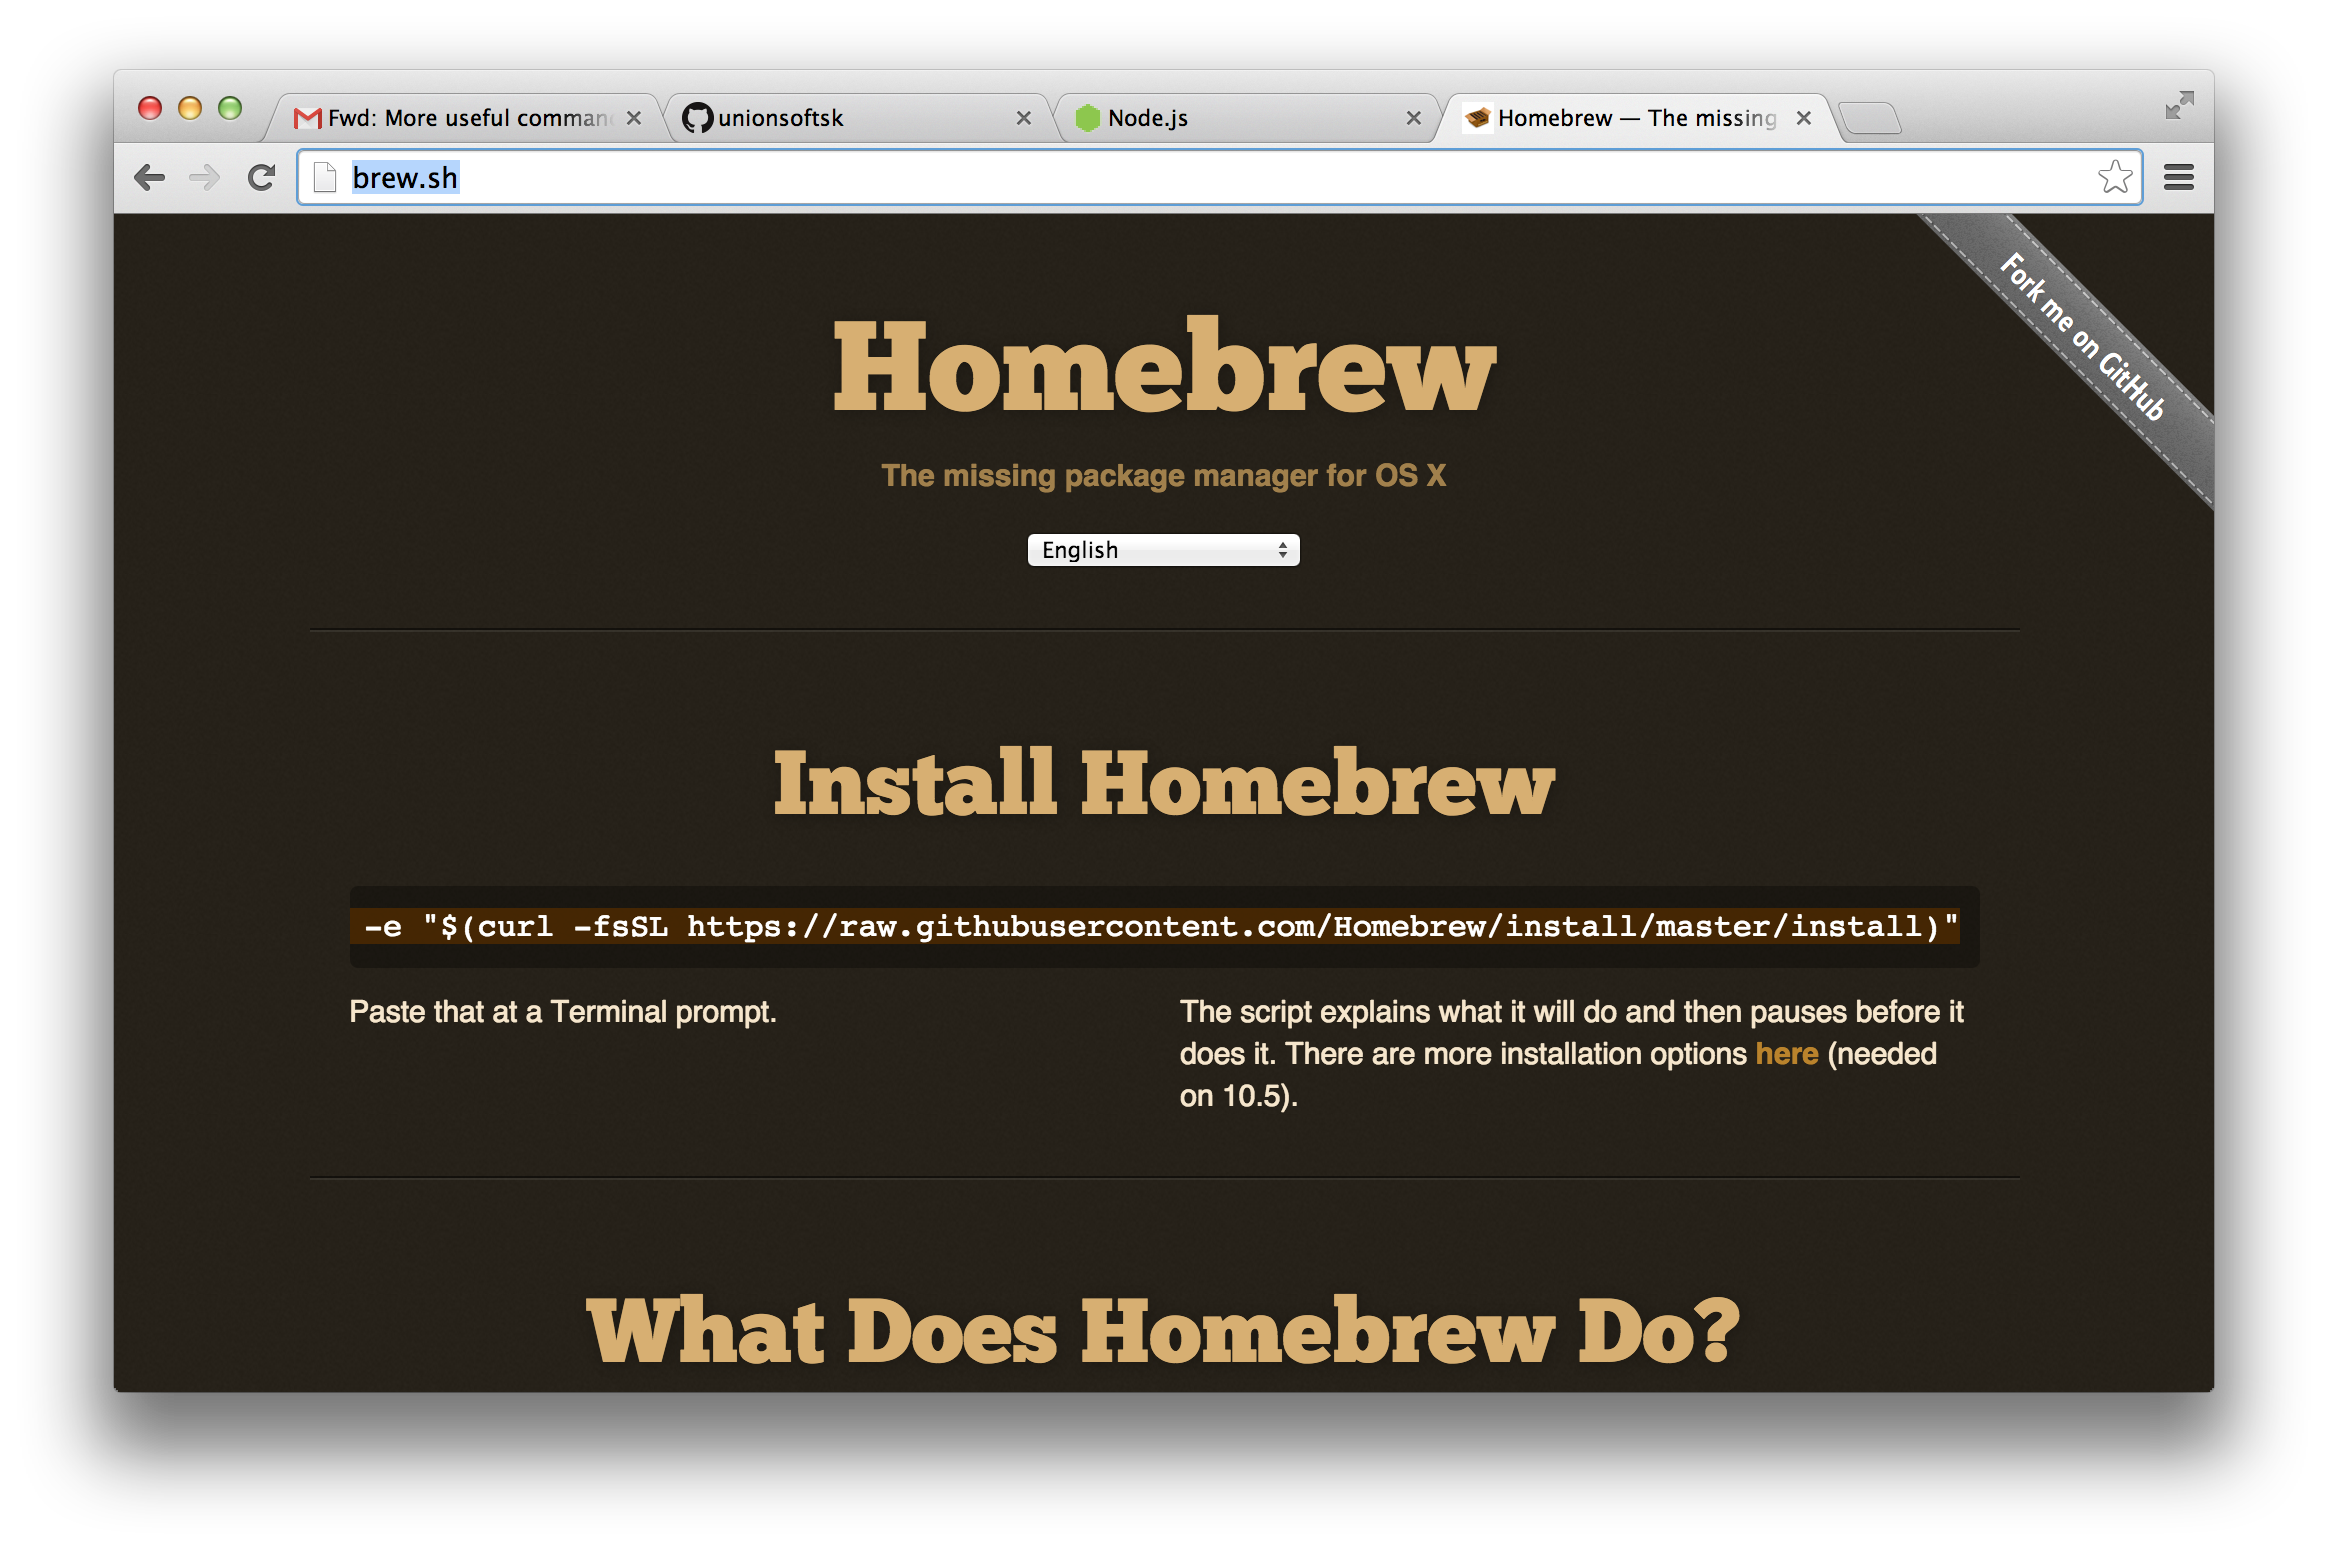 Fwd: More useful comman
unionsoftsk
Node.js
Homebrew — The missing
brew.sh
Fork me on GitHub
Homebrew
The missing package manager for OS X
English
Install Homebrew
-e "$(curl -fsSL https://raw.githubusercontent.com/Homebrew/install/master/install)"
Paste that at a Terminal prompt.
The script explains what it will do and then pauses before it
does it. There are more installation options here (needed
on 10.5).
What Does Homebrew Do?